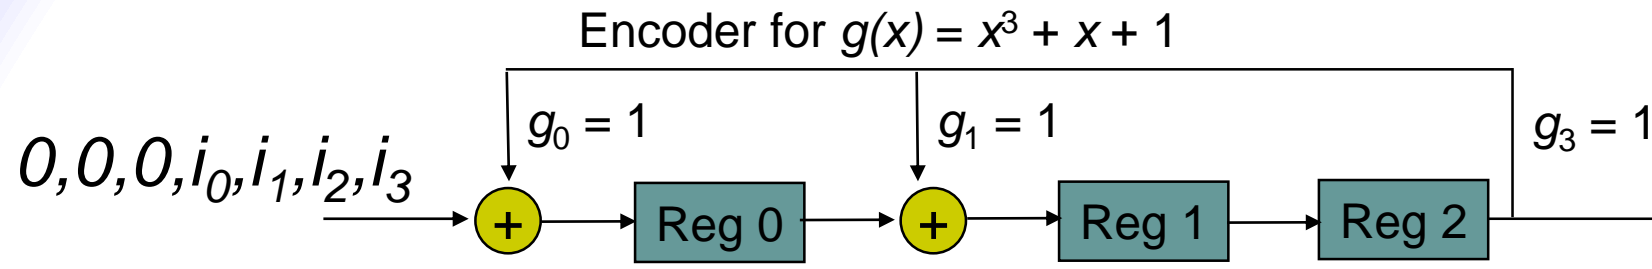 Encoder for g(x) = x³ + x + 1
g₀ = 1
g₁ = 1
g₃ = 1
0,0,0,i₀,i₁,i₂,i₃
+
Reg 0
+
Reg 1
Reg 2